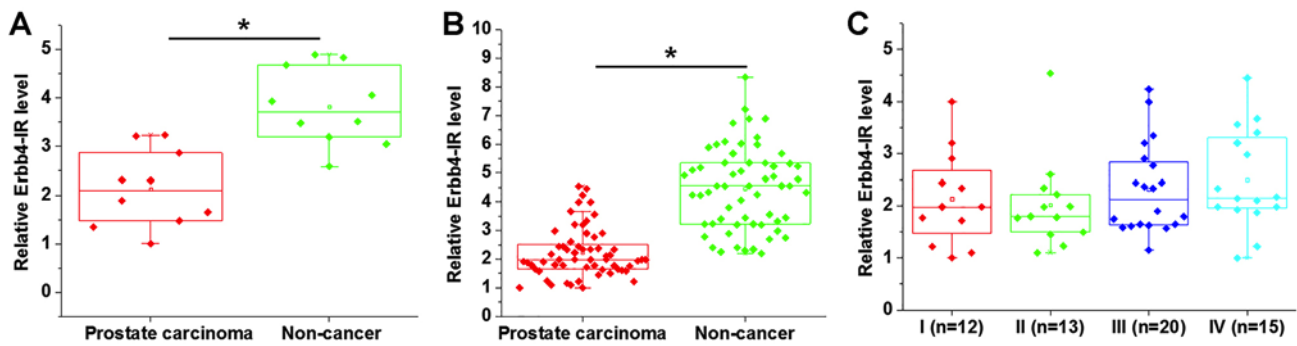 A
*
Relative Erbb4-IR level
5
4
3
2
1
0
Prostate carcinoma
Non-cancer
B
*
Relative Erbb4-IR level
10
9
8
7
6
5
4
3
2
1
0
Prostate carcinoma
Non-cancer
C
Relative Erbb4-IR level
5
4
3
2
1
0
I (n=12)
II (n=13)
III (n=20)
IV (n=15)